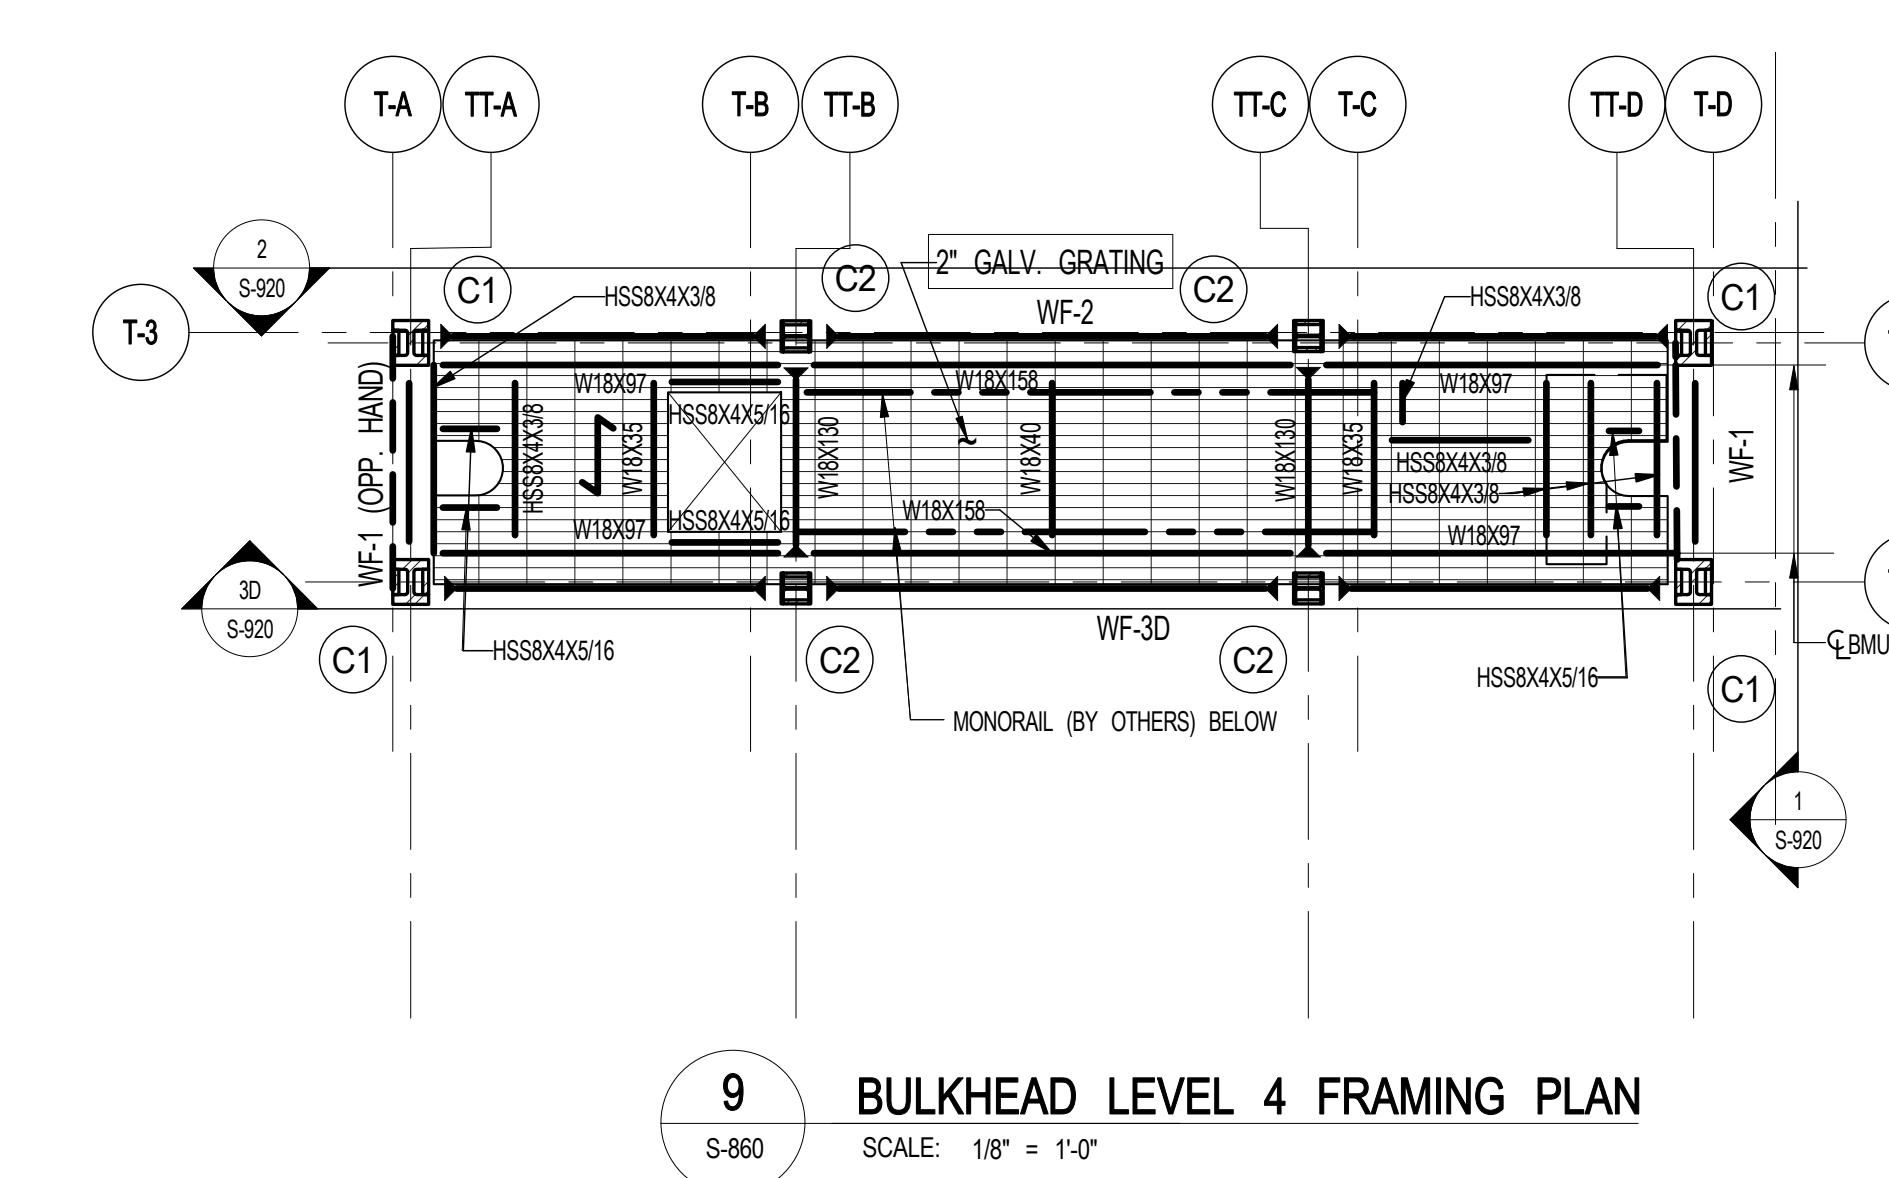 T-A
TT-A
T-B
TT-B
TT-C
T-C
TT-D
T-D
2
S-920
T-3
C1
HSS8X4X3/8
C2
2" GALV. GRATING
WF-2
C2
HSS8X4X3/8
C1
WF-1 (OPP. HAND)
W18X97
HSS8X4X3/8
W18X35
HSS8X4X5/16
W18X130
W18X158
W18X40
W18X130
W18X35
W18X97
HSS8X4X3/8
HSS8X4X3/8
WF-1
W18X97
HSS8X4X5/16
W18X158
W18X97
3D
S-920
C1
HSS8X4X5/16
C2
WF-3D
C2
HSS8X4X5/16
C1
℄ BMU
MONORAIL (BY OTHERS) BELOW
1
S-920
9
S-860
BULKHEAD LEVEL 4 FRAMING PLAN
SCALE: 1/8" = 1'-0"